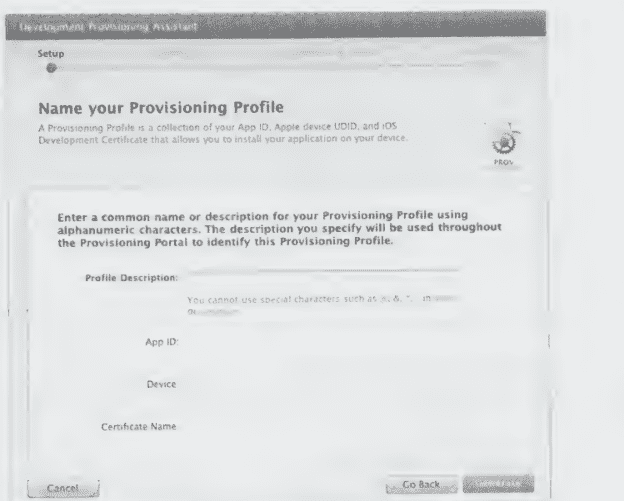 Development Provisioning Assistant
Setup
Name your Provisioning Profile
A Provisioning Profile is a collection of your App ID, Apple device UDID, and iOS
Development Certificate that allows you to install your application on your device.
PROV
Enter a common name or description for your Provisioning Profile using
alphanumeric characters. The description you specify will be used throughout
the Provisioning Portal to identify this Provisioning Profile.
Profile Description:
You cannot use special characters such as
App ID:
Device
Certificate Name
Cancel
Go Back
Generate